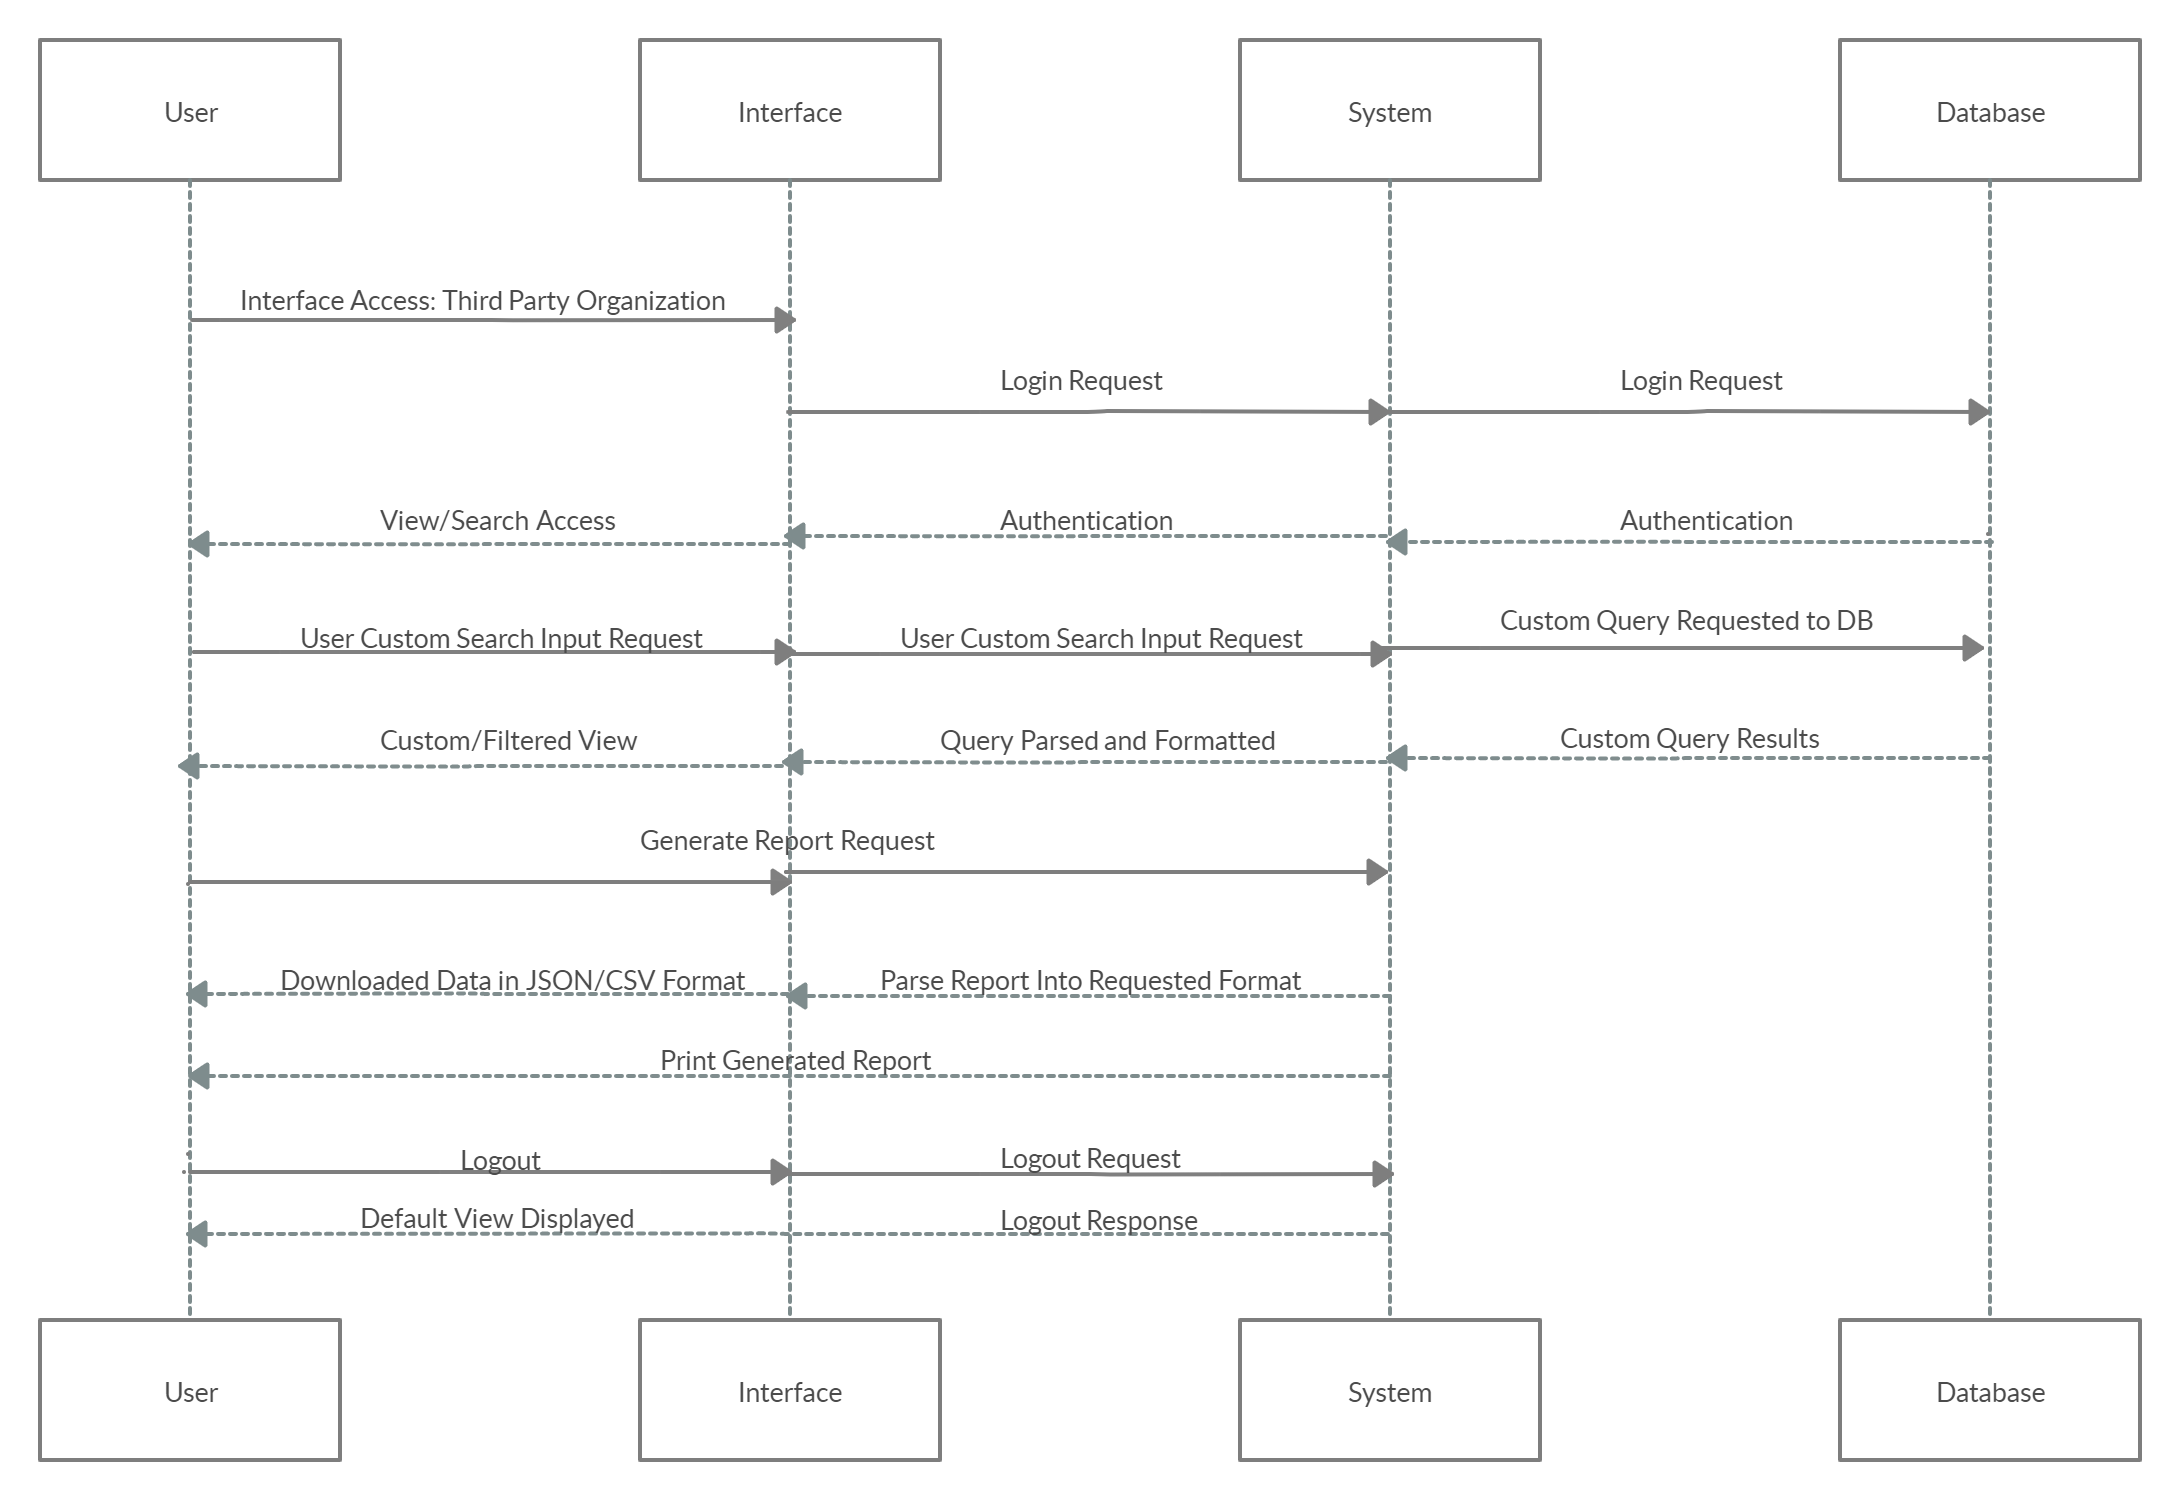 User
Interface
System
Database
Interface Access: Third Party Organization
Login Request
Login Request
View/Search Access
Authentication
Authentication
User Custom Search Input Request
User Custom Search Input Request
Custom Query Requested to DB
Custom/Filtered View
Query Parsed and Formatted
Custom Query Results
Generate Report Request
Downloaded Data in JSON/CSV Format
Parse Report Into Requested Format
Print Generated Report
Logout
Logout Request
Default View Displayed
Logout Response
User
Interface
System
Database